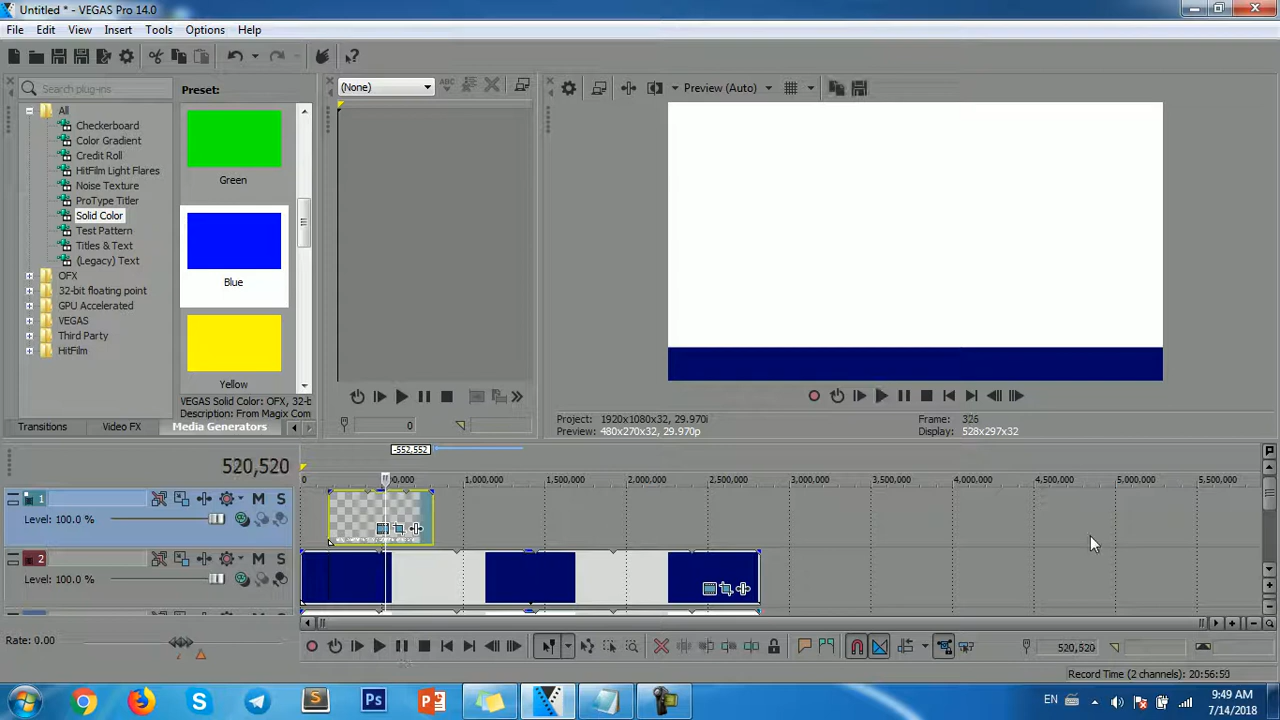 Untitled * - VEGAS Pro 14.0
File Edit View Insert Tools Options Help
Search plug-ins
Preset:
(None)
Preview (Auto)
All
Checkerboard
Color Gradient
Credit Roll
HitFilm Light Flares
Noise Texture
ProType Titler
Solid Color
Test Pattern
Titles & Text
(Legacy) Text
OFX
32-bit floating point
GPU Accelerated
VEGAS
Third Party
HitFilm
Green
Blue
Yellow
VEGAS Solid Color: OFX, 32-b
Description: From Magix Com
Transitions Video FX Media Generators
0
Project: 1920x1080x32, 29.970i
Preview: 480x270x32, 29.970p
Frame: 326
Display: 528x297x32
-552,552
520,520
0 00,000 1,000,000 1,500,000 2,000,000 2,500,000 3,000,000 3,500,000 4,000,000 4,500,000 5,000,000 5,500,000
1 M S
Level: 100.0 %
2 M S
Level: 100.0 %
Rate: 0.00
520,520
Record Time (2 channels): 20:56:50
EN
9:49 AM
7/14/2018